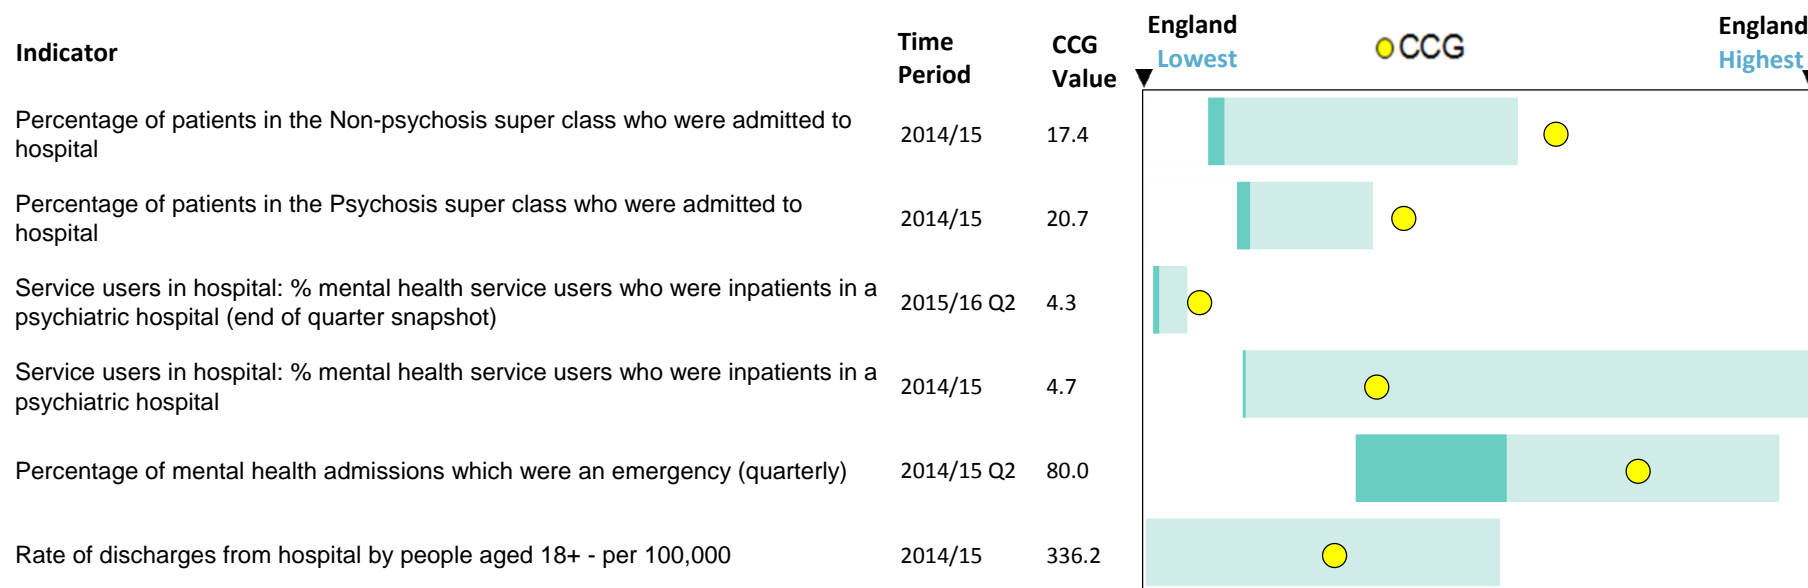 Indicator
Time Period
CCG Value
England Lowest
CCG
England Highest
Percentage of patients in the Non-psychosis super class who were admitted to
hospital
2014/15
17.4
Percentage of patients in the Psychosis super class who were admitted to
hospital
2014/15
20.7
Service users in hospital: % mental health service users who were inpatients in a
psychiatric hospital (end of quarter snapshot)
2015/16 Q2
4.3
Service users in hospital: % mental health service users who were inpatients in a
psychiatric hospital
2014/15
4.7
Percentage of mental health admissions which were an emergency (quarterly)
2014/15 Q2
80.0
Rate of discharges from hospital by people aged 18+ - per 100,000
2014/15
336.2